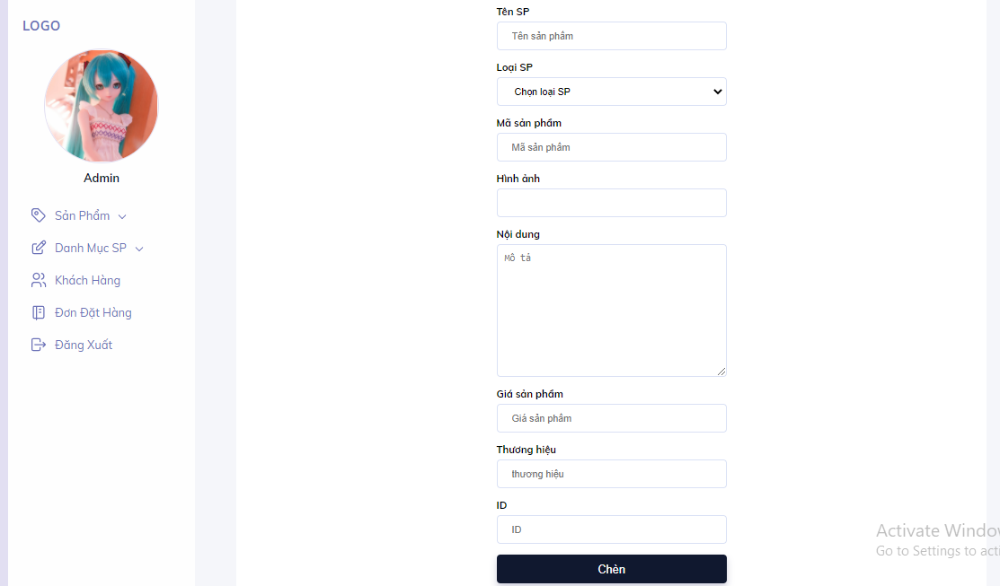 LOGO
Admin
Sản Phẩm
Danh Mục SP
Khách Hàng
Đơn Đặt Hàng
Đăng Xuất
Tên SP
Tên sản phẩm
Loại SP
Chọn loại SP
Mã sản phẩm
Mã sản phẩm
Hình ảnh
Nội dung
Mô tả
Giá sản phẩm
Giá sản phẩm
Thương hiệu
thương hiệu
ID
ID
Chèn
Activate Window
Go to Settings to acti